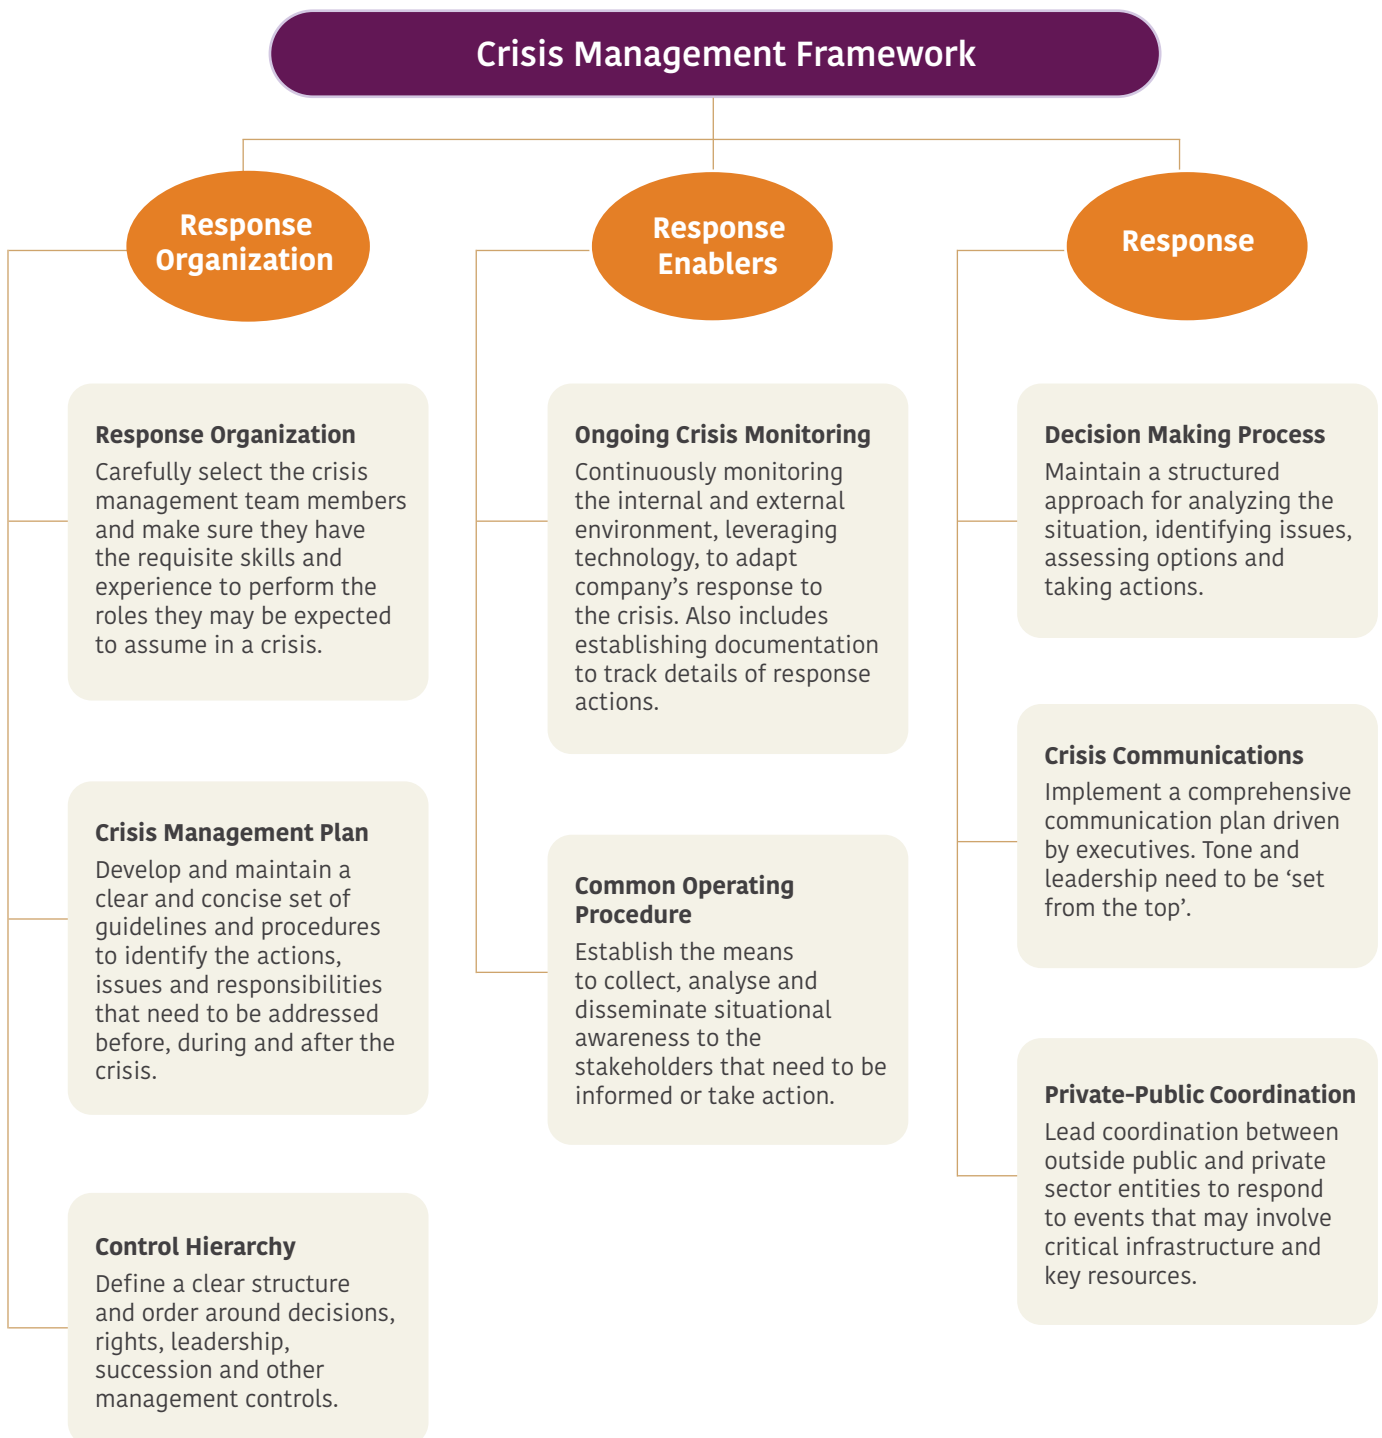 Crisis Management Framework
Response
Organization
Response Organization
Carefully select the crisis
management team members
and make sure they have
the requisite skills and
experience to perform the
roles they may be expected
to assume in a crisis.
Crisis Management Plan
Develop and maintain a
clear and concise set of
guidelines and procedures
to identify the actions,
issues and responsibilities
that need to be addressed
before, during and after the
crisis.
Control Hierarchy
Define a clear structure
and order around decisions,
rights, leadership,
succession and other
management controls.
Response
Enablers
Ongoing Crisis Monitoring
Continuously monitoring
the internal and external
environment, leveraging
technology, to adapt
company’s response to
the crisis. Also includes
establishing documentation
to track details of response
actions.
Common Operating
Procedure
Establish the means
to collect, analyse and
disseminate situational
awareness to the
stakeholders that need to be
informed or take action.
Response
Decision Making Process
Maintain a structured
approach for analyzing the
situation, identifying issues,
assessing options and
taking actions.
Crisis Communications
Implement a comprehensive
communication plan driven
by executives. Tone and
leadership need to be ‘set
from the top’.
Private-Public Coordination
Lead coordination between
outside public and private
sector entities to respond
to events that may involve
critical infrastructure and
key resources.